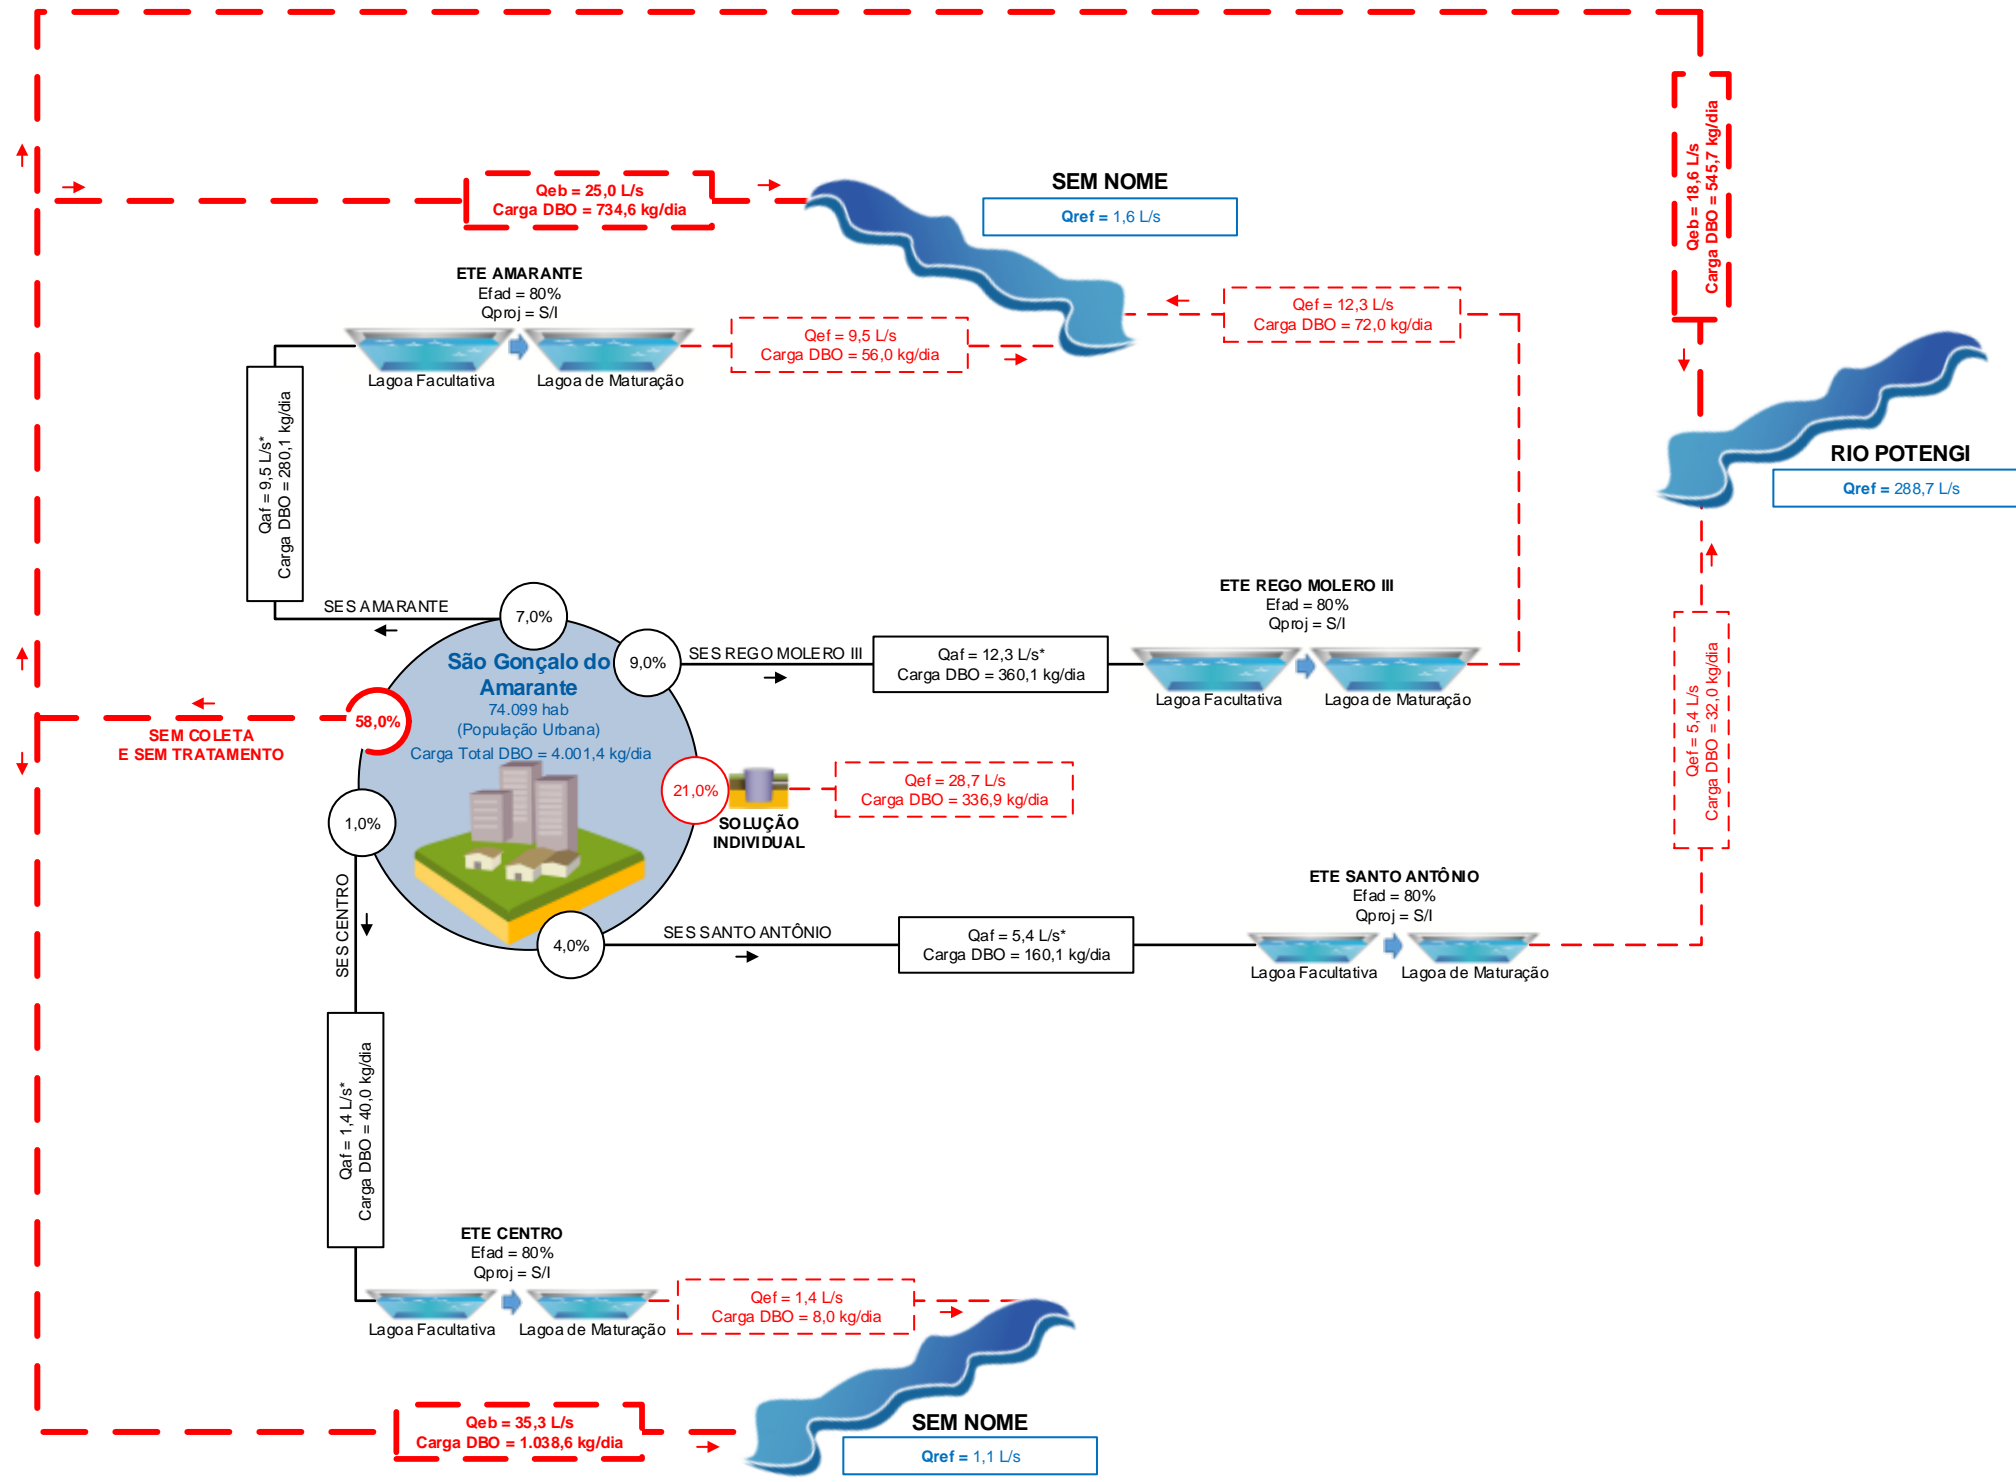 Qeb = 18,6 L/s
Carga DBO = 545,7 kg/dia
Qeb = 25,0 L/s
Carga DBO = 734,6 kg/dia
SEM NOME
Qref = 1,6 L/s
ETE AMARANTE
Efad = 80%
Qproj = S/I
Lagoa Facultativa
Lagoa de Maturação
Qef = 9,5 L/s
Carga DBO = 56,0 kg/dia
Qef = 12,3 L/s
Carga DBO = 72,0 kg/dia
RIO POTENGI
Qref = 288,7 L/s
Qaf = 9,5 L/s*
Carga DBO = 280,1 kg/dia
SES AMARANTE
7,0%
9,0%
SES REGO MOLERO III
Qaf = 12,3 L/s*
Carga DBO = 360,1 kg/dia
ETE REGO MOLERO III
Efad = 80%
Qproj = S/I
Lagoa Facultativa
Lagoa de Maturação
São Gonçalo do
Amarante
74.099 hab
(População Urbana)
Carga Total DBO = 4.001,4 kg/dia
58,0%
SEM COLETA
E SEM TRATAMENTO
21,0%
SOLUÇÃO
INDIVIDUAL
Qef = 28,7 L/s
Carga DBO = 336,9 kg/dia
Qef = 5,4 L/s
Carga DBO = 32,0 kg/dia
1,0%
SES CENTRO
4,0%
SES SANTO ANTÔNIO
Qaf = 5,4 L/s*
Carga DBO = 160,1 kg/dia
ETE SANTO ANTÔNIO
Efad = 80%
Qproj = S/I
Lagoa Facultativa
Lagoa de Maturação
Qaf = 1,4 L/s*
Carga DBO = 40,0 kg/dia
ETE CENTRO
Efad = 80%
Qproj = S/I
Lagoa Facultativa
Lagoa de Maturação
Qef = 1,4 L/s
Carga DBO = 8,0 kg/dia
Qeb = 35,3 L/s
Carga DBO = 1.038,6 kg/dia
SEM NOME
Qref = 1,1 L/s